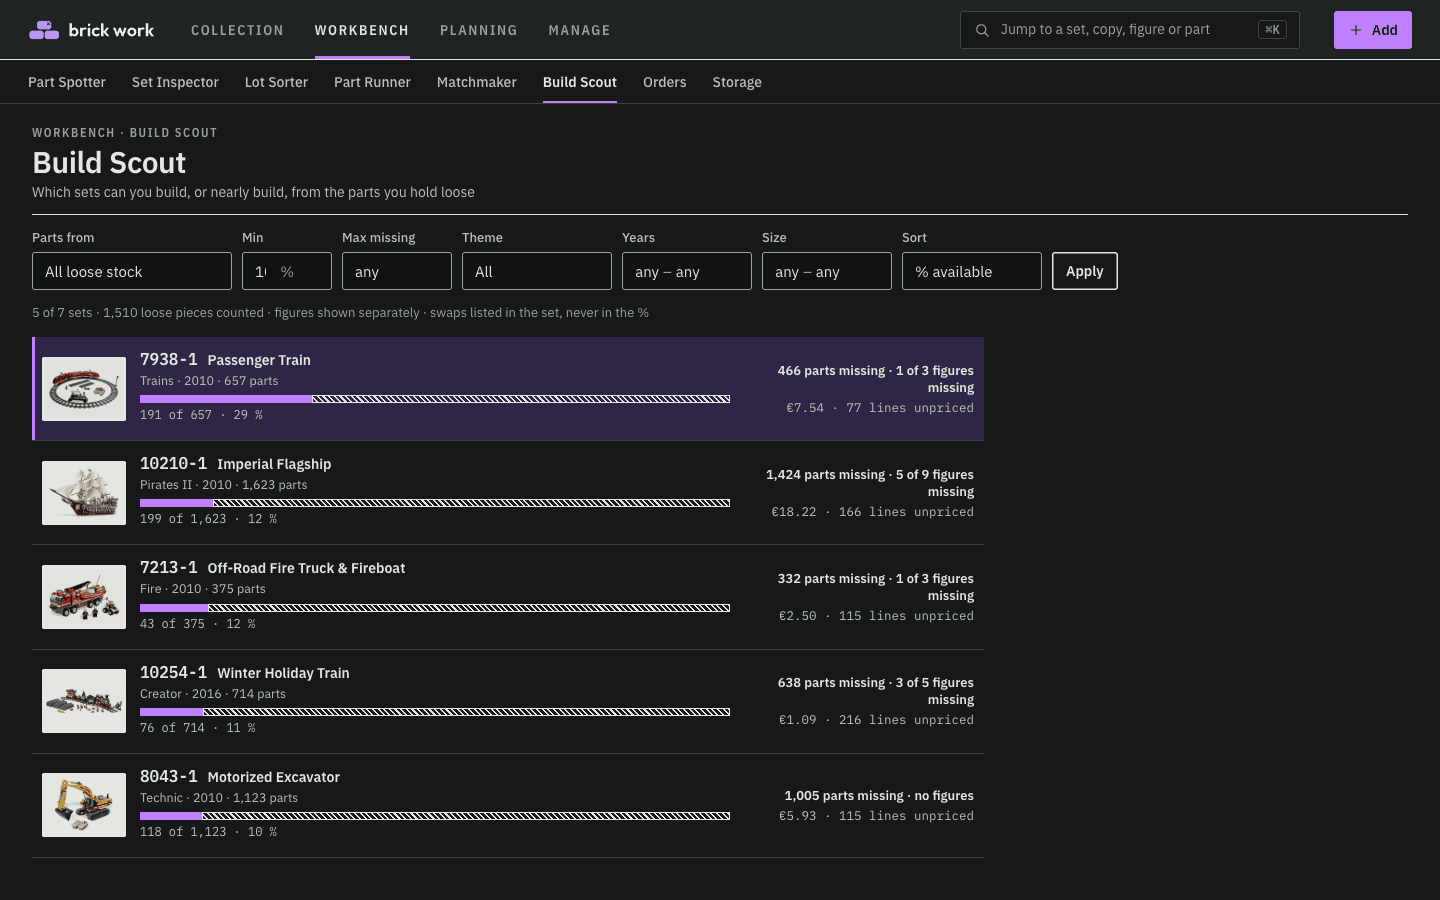 brick work
COLLECTION
WORKBENCH
PLANNING
MANAGE
Jump to a set, copy, figure or part
⌘K
+ Add
Part Spotter
Set Inspector
Lot Sorter
Part Runner
Matchmaker
Build Scout
Orders
Storage
WORKBENCH · BUILD SCOUT
Build Scout
Which sets can you build, or nearly build, from the parts you hold loose
Parts from
Min
Max missing
Theme
Years
Size
Sort
All loose stock
%
any
All
any – any
any – any
% available
Apply
5 of 7 sets · 1,510 loose pieces counted · figures shown separately · swaps listed in the set, never in the %
7938-1 Passenger Train
Trains · 2010 · 657 parts
191 of 657 · 29 %
466 parts missing · 1 of 3 figures
missing
€7.54 · 77 lines unpriced
10210-1 Imperial Flagship
Pirates II · 2010 · 1,623 parts
199 of 1,623 · 12 %
1,424 parts missing · 5 of 9 figures
missing
€18.22 · 166 lines unpriced
7213-1 Off-Road Fire Truck & Fireboat
Fire · 2010 · 375 parts
43 of 375 · 12 %
332 parts missing · 1 of 3 figures
missing
€2.50 · 115 lines unpriced
10254-1 Winter Holiday Train
Creator · 2016 · 714 parts
76 of 714 · 11 %
638 parts missing · 3 of 5 figures
missing
€1.09 · 216 lines unpriced
8043-1 Motorized Excavator
Technic · 2010 · 1,123 parts
118 of 1,123 · 10 %
1,005 parts missing · no figures
€5.93 · 115 lines unpriced